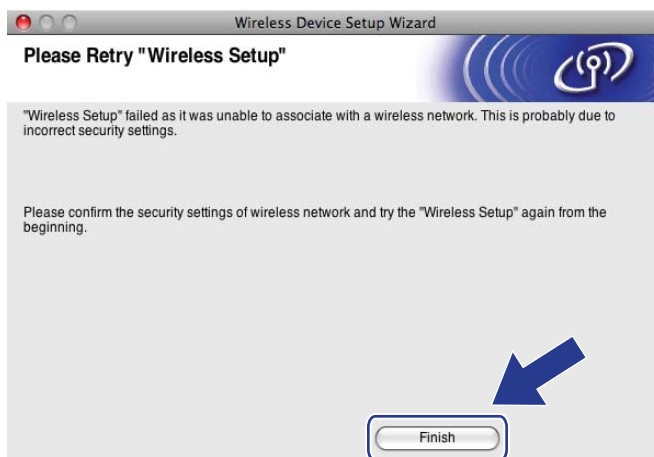 Wireless Device Setup Wizard
Please Retry "Wireless Setup"
"Wireless Setup" failed as it was unable to associate with a wireless network. This is probably due to
incorrect security settings.
Please confirm the security settings of wireless network and try the "Wireless Setup" again from the
beginning.
Finish